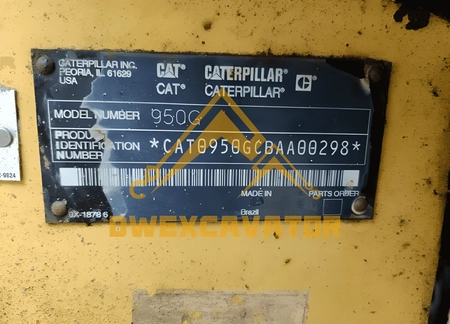 CATERPILLAR INC.
PEORIA, IL 61629
USA
CAT CATERPILLAR C
CAT® CATERPILLAR®
MODEL NUMBER 950G
PRODUCT
IDENTIFICATION
NUMBER *CAT0950GCBAA00298*
MADE IN PARTS ORDER
Brazil
DWEXCAVATOR